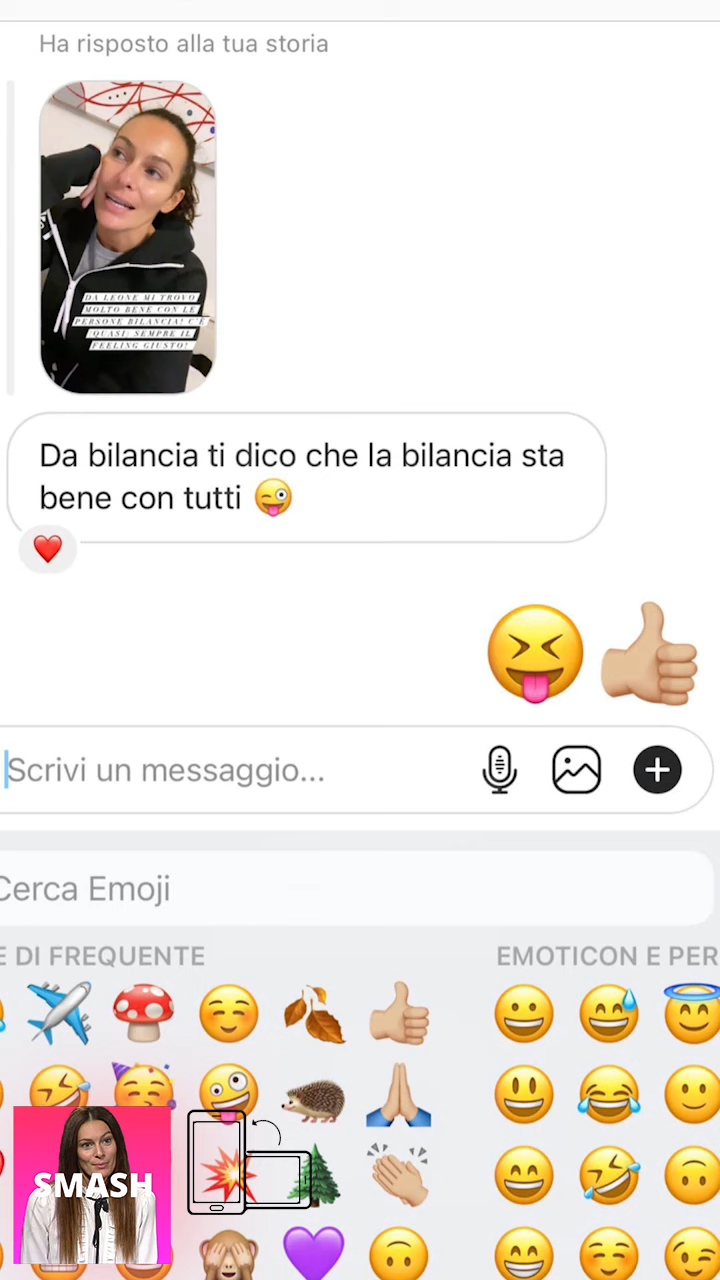 Ha risposto alla tua storia
DA LEONE MI TROVO
MOLTO BENE CON LE
PERSONE BILANCIA! C'È
QUASI, SEMPRE IL
FEELING GIUSTO!
Da bilancia ti dico che la bilancia sta
bene con tutti
Scrivi un messaggio...
Cerca Emoji
E DI FREQUENTE
EMOTICON E PER
SMASH